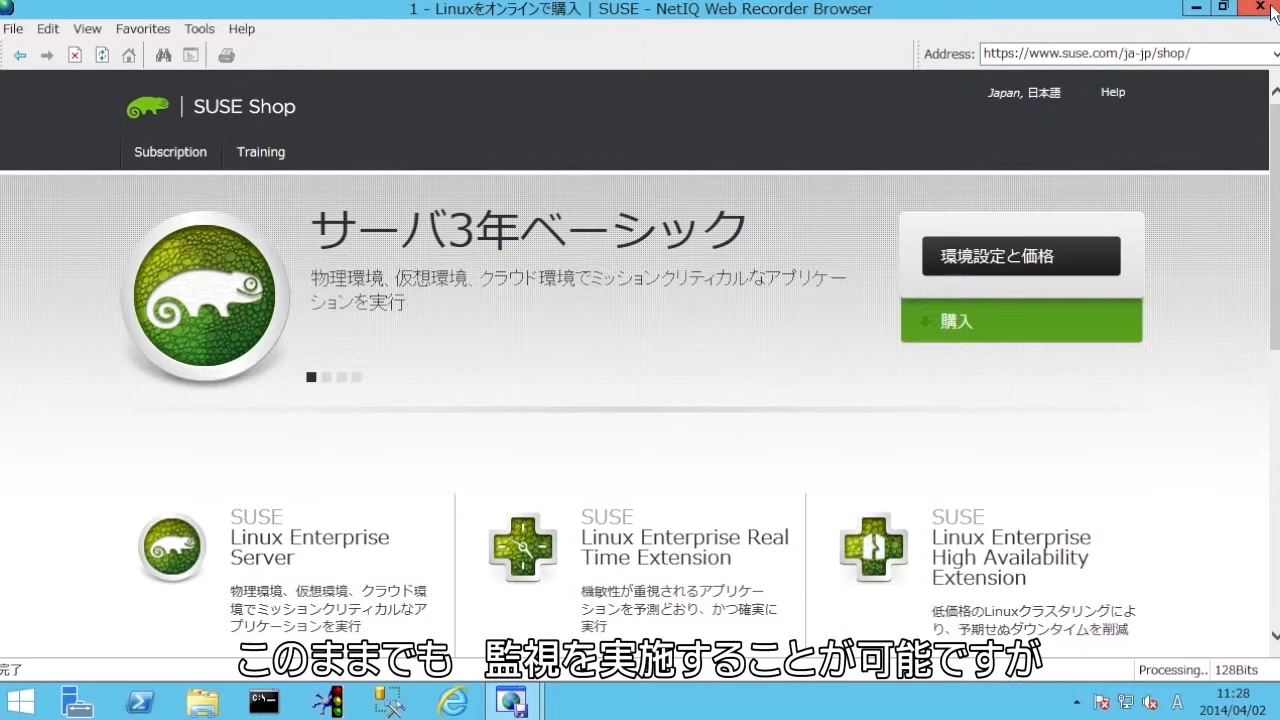 1 - Linuxをオンラインで購入 | SUSE - NetIQ Web Recorder Browser
File Edit View Favorites Tools Help
Address: https://www.suse.com/ja-jp/shop/
SUSE Shop
Japan, 日本語 Help
Subscription Training
サーバ3年ベーシック
物理環境、仮想環境、クラウド環境でミッションクリティカルなアプリケー
ションを実行
環境設定と価格
購入
SUSE
Linux Enterprise
Server
物理環境、仮想環境、クラウド環
境でミッションクリティカルなア
プリケーションを実行
SUSE
Linux Enterprise Real
Time Extension
機敏性が重視されるアプリケー
ションを予測どおり、かつ確実に
実行
SUSE
Linux Enterprise
High Availability
Extension
低価格のLinuxクラスタリングによ
り、予期せぬダウンタイムを削減
このままでも 監視を実施することが可能ですが
完了
Processing.. 128Bits
A
11:28
2014/04/02